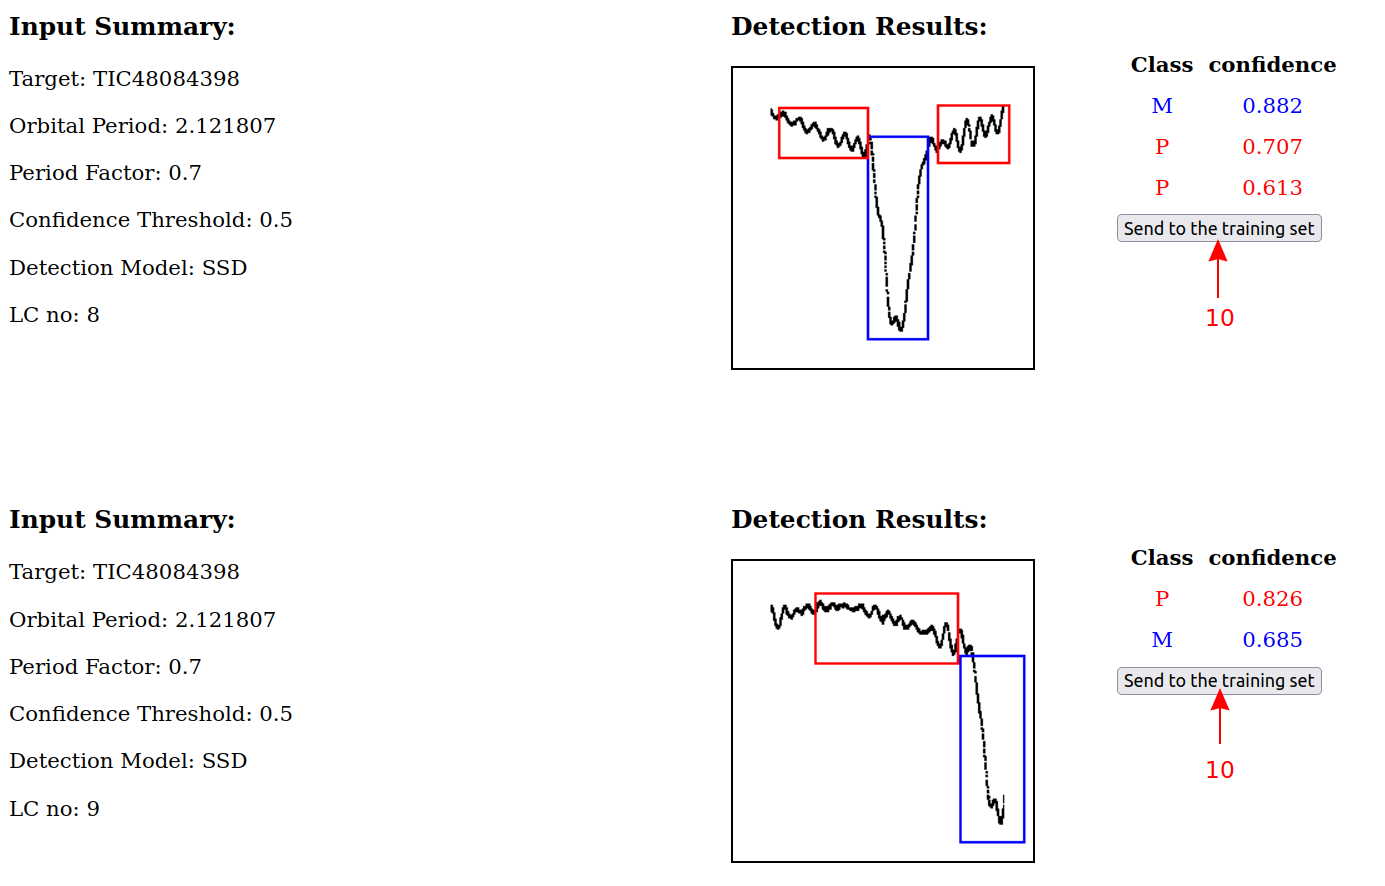 Input Summary:
Target: TIC48084398
Orbital Period: 2.121807
Period Factor: 0.7
Confidence Threshold: 0.5
Detection Model: SSD
LC no: 8
Detection Results:
Class confidence
M 0.882
P 0.707
P 0.613
Send to the training set
10
Input Summary:
Target: TIC48084398
Orbital Period: 2.121807
Period Factor: 0.7
Confidence Threshold: 0.5
Detection Model: SSD
LC no: 9
Detection Results:
Class confidence
P 0.826
M 0.685
Send to the training set
10